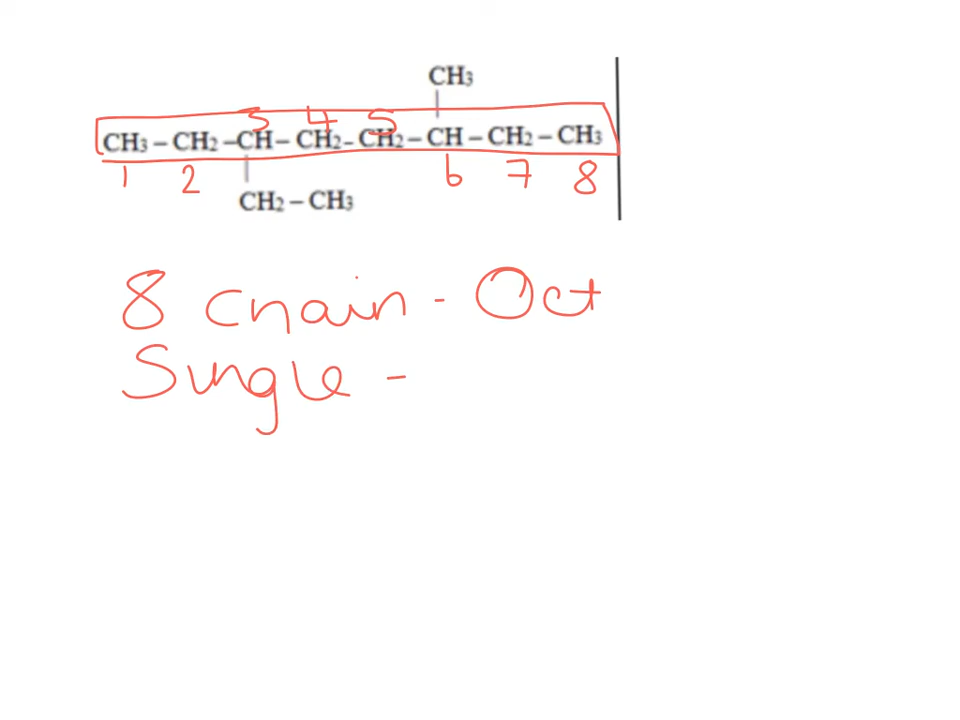 CH3
3 4 5
CH3 – CH2 – CH – CH2 – CH2 – CH – CH2 – CH3
1 2 6 7 8
CH2 – CH3
8 Chain - Oct
Single -